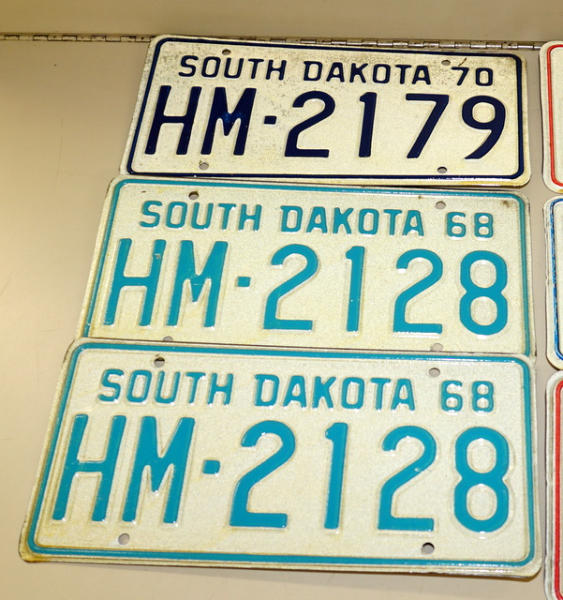 SOUTH DAKOTA 70
HM-2179
SOUTH DAKOTA 68
HM-2128
SOUTH DAKOTA 68
HM-2128